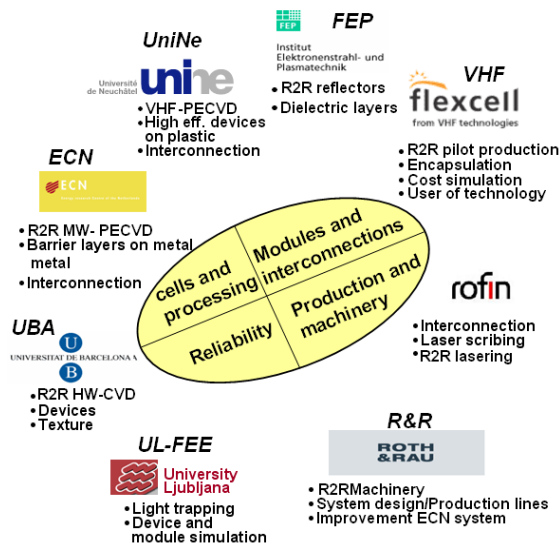 UniNe
Université
de Neuchâtel
unine
• VHF-PECVD
• High eff. devices
on plastic
• Interconnection
FEP
FEP
Institut
Elektronenstrahl- und
Plasmatechnik
• R2R reflectors
• Dielectric layers
VHF
flexcell
from VHF technologies
• R2R pilot production
• Encapsulation
• Cost simulation
• User of technology
ECN
ECN
• R2R MW- PECVD
• Barrier layers on metal
metal
• Interconnection
cells and
processing
Modules and
interconnections
Reliability
Production and
machinery
rofin
• Interconnection
• Laser scribing
• R2R lasering
UBA
U
UNIVERSITAT DE BARCELONA
B
• R2R HW-CVD
• Devices
• Texture
UL-FEE
University
Ljubljana
• Light trapping
• Device and
module simulation
R&R
ROTH
&RAU
• R2RMachinery
• System design/Production lines
• Improvement ECN system